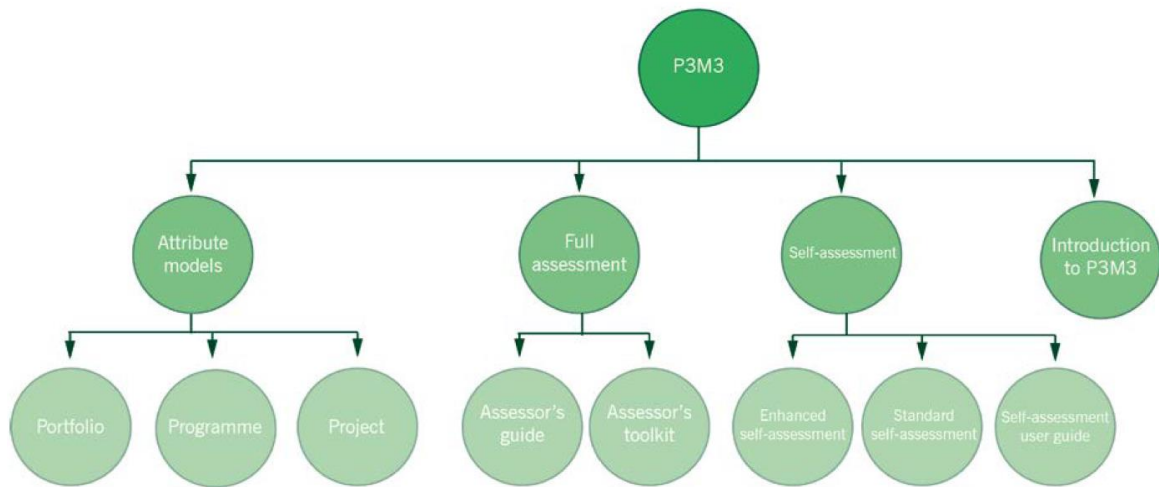 P3M3
Attribute
models
Full
assessment
Self-assessment
Introduction
to P3M3
Portfolio
Programme
Project
Assessor's
guide
Assessor's
toolkit
Enhanced
self-assessment
Standard
self-assessment
Self-assessment
user guide